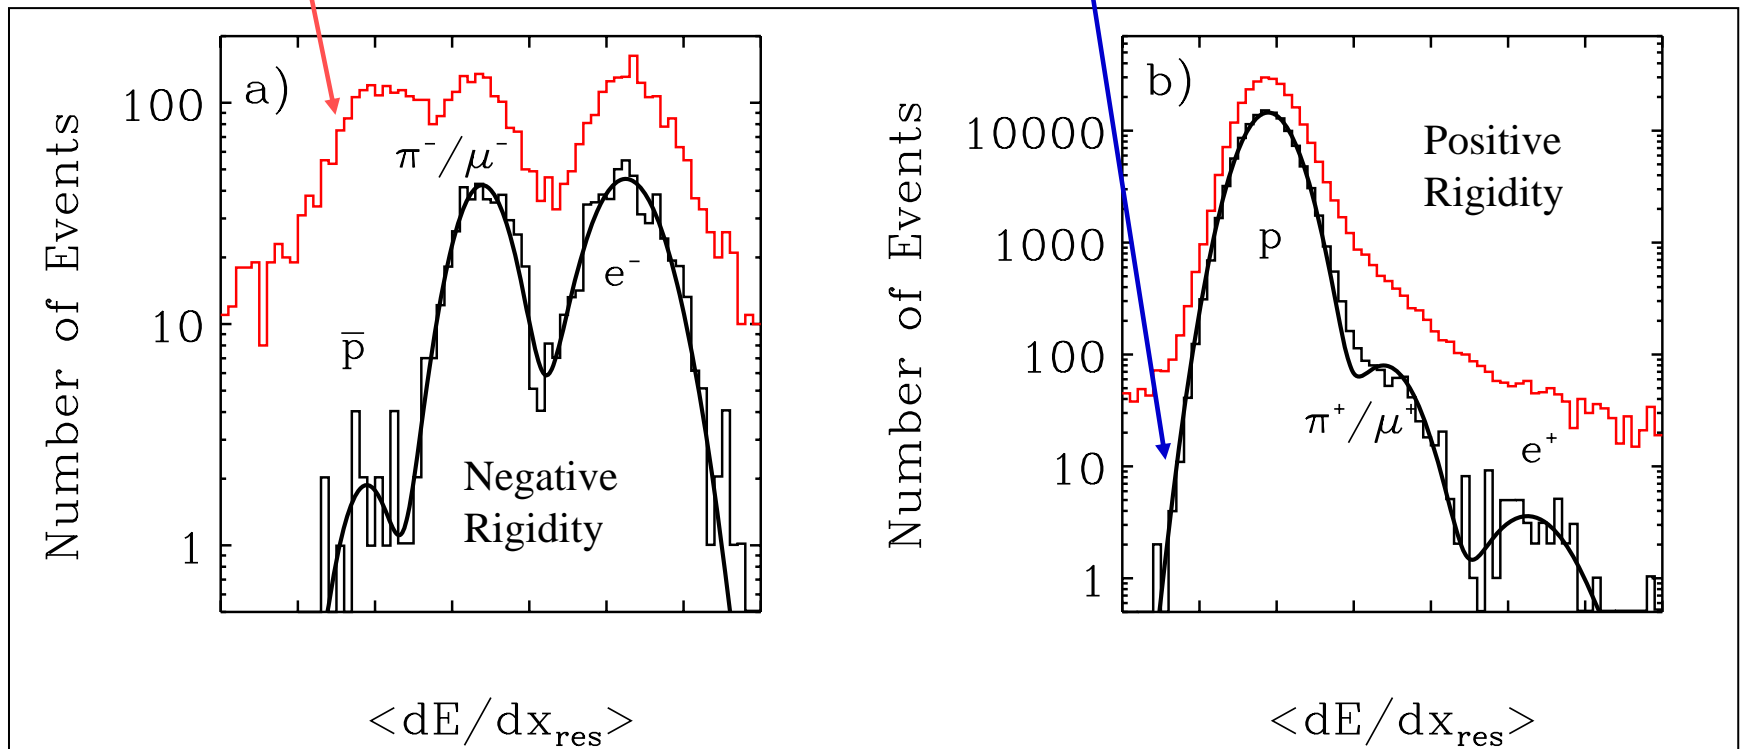 a)
Number of Events
100
10
1
π⁻/μ⁻
e⁻
p̅
Negative
Rigidity
<dE/dx_res>
b)
Number of Events
10000
1000
100
10
1
Positive
Rigidity
p
π⁺/μ⁺
e⁺
<dE/dx_res>